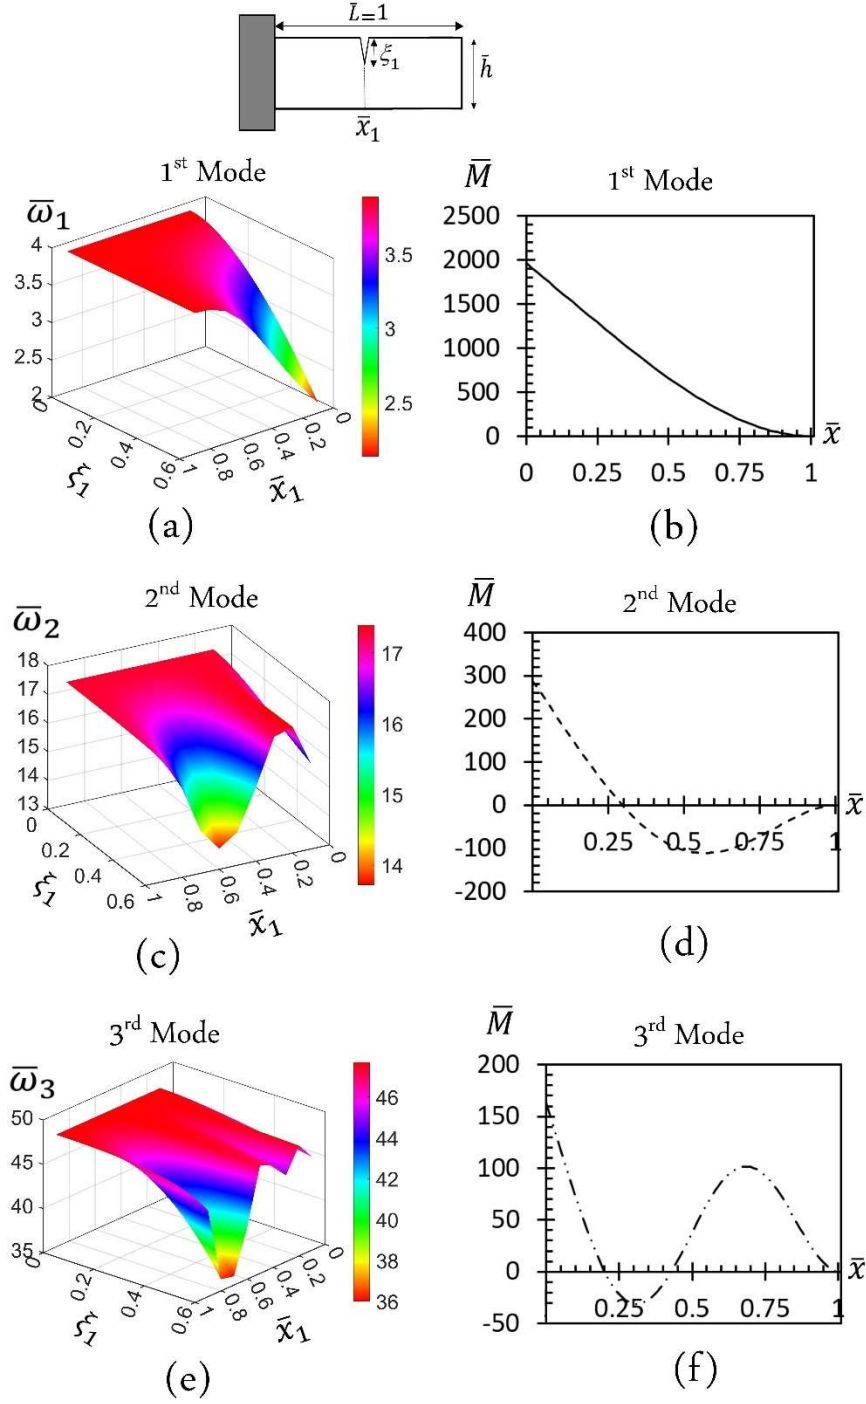 L̄=1
ξ₁
h̄
x̄₁
1st Mode
ω̄₁
4
3.5
3
2.5
2
0
0.2
0.4
0.6
ξ₁
1
0.8
0.6
0.4
0.2
0
x̄₁
3.5
3
2.5
(a)
M̄
1st Mode
2500
2000
1500
1000
500
0
0 0.25 0.5 0.75 1
x̄
(b)
2nd Mode
ω̄₂
18
17
16
15
14
13
0
0.2
0.4
0.6
ξ₁
1
0.8
0.6
0.4
0.2
0
x̄₁
17
16
15
14
(c)
M̄
2nd Mode
400
300
200
100
0
-100
-200
0.25 0.5 0.75 1
x̄
(d)
3rd Mode
ω̄₃
50
45
40
35
0
0.2
0.4
0.6
ξ₁
1
0.8
0.6
0.4
0.2
0
x̄₁
46
44
42
40
38
36
(e)
M̄
3rd Mode
200
150
100
50
0
-50
0.25 0.5 0.75 1
x̄
(f)